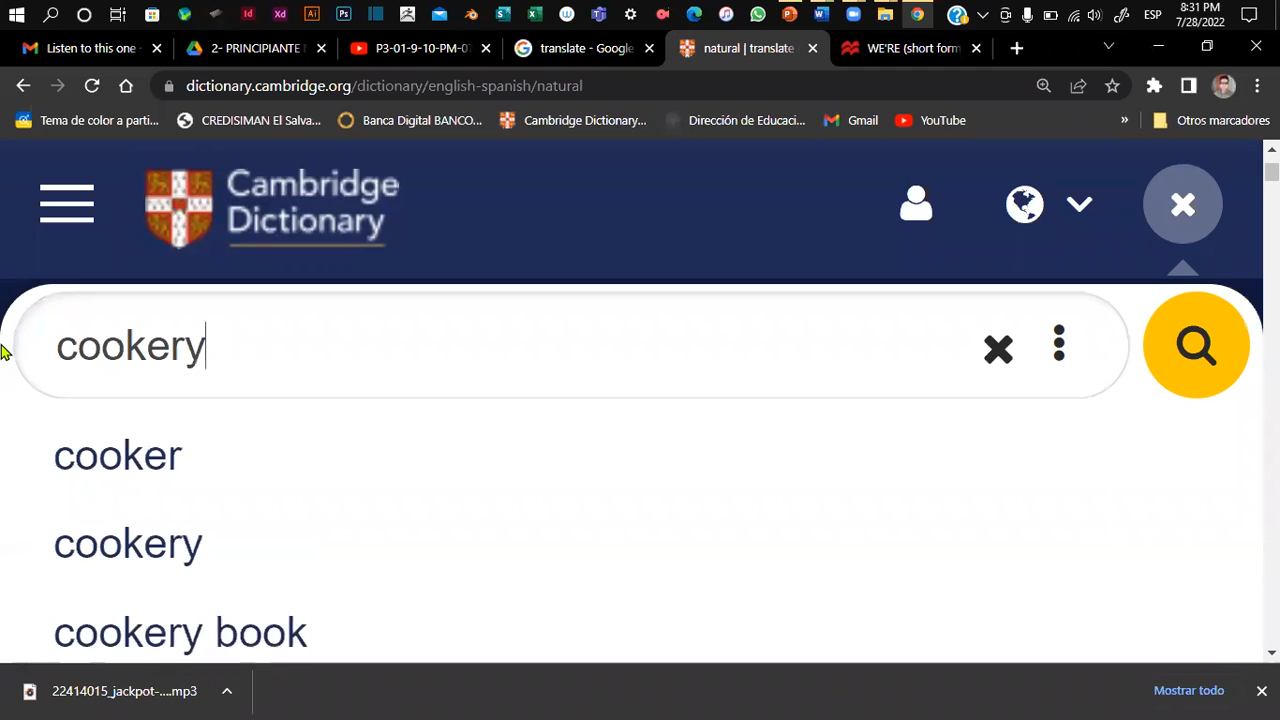 8:31 PM
ESP
7/28/2022
Listen to this one -
2- PRINCIPIANTE
P3-01-9-10-PM-0
translate - Google
natural | translate
WE'RE (short form
dictionary.cambridge.org/dictionary/english-spanish/natural
Tema de color a parti...
CREDISIMAN El Salva...
Banca Digital BANCO...
Cambridge Dictionary...
Dirección de Educaci...
Gmail
YouTube
»
Otros marcadores
Cambridge
Dictionary
cookery
cooker
cookery
cookery book
22414015_jackpot-....mp3
Mostrar todo